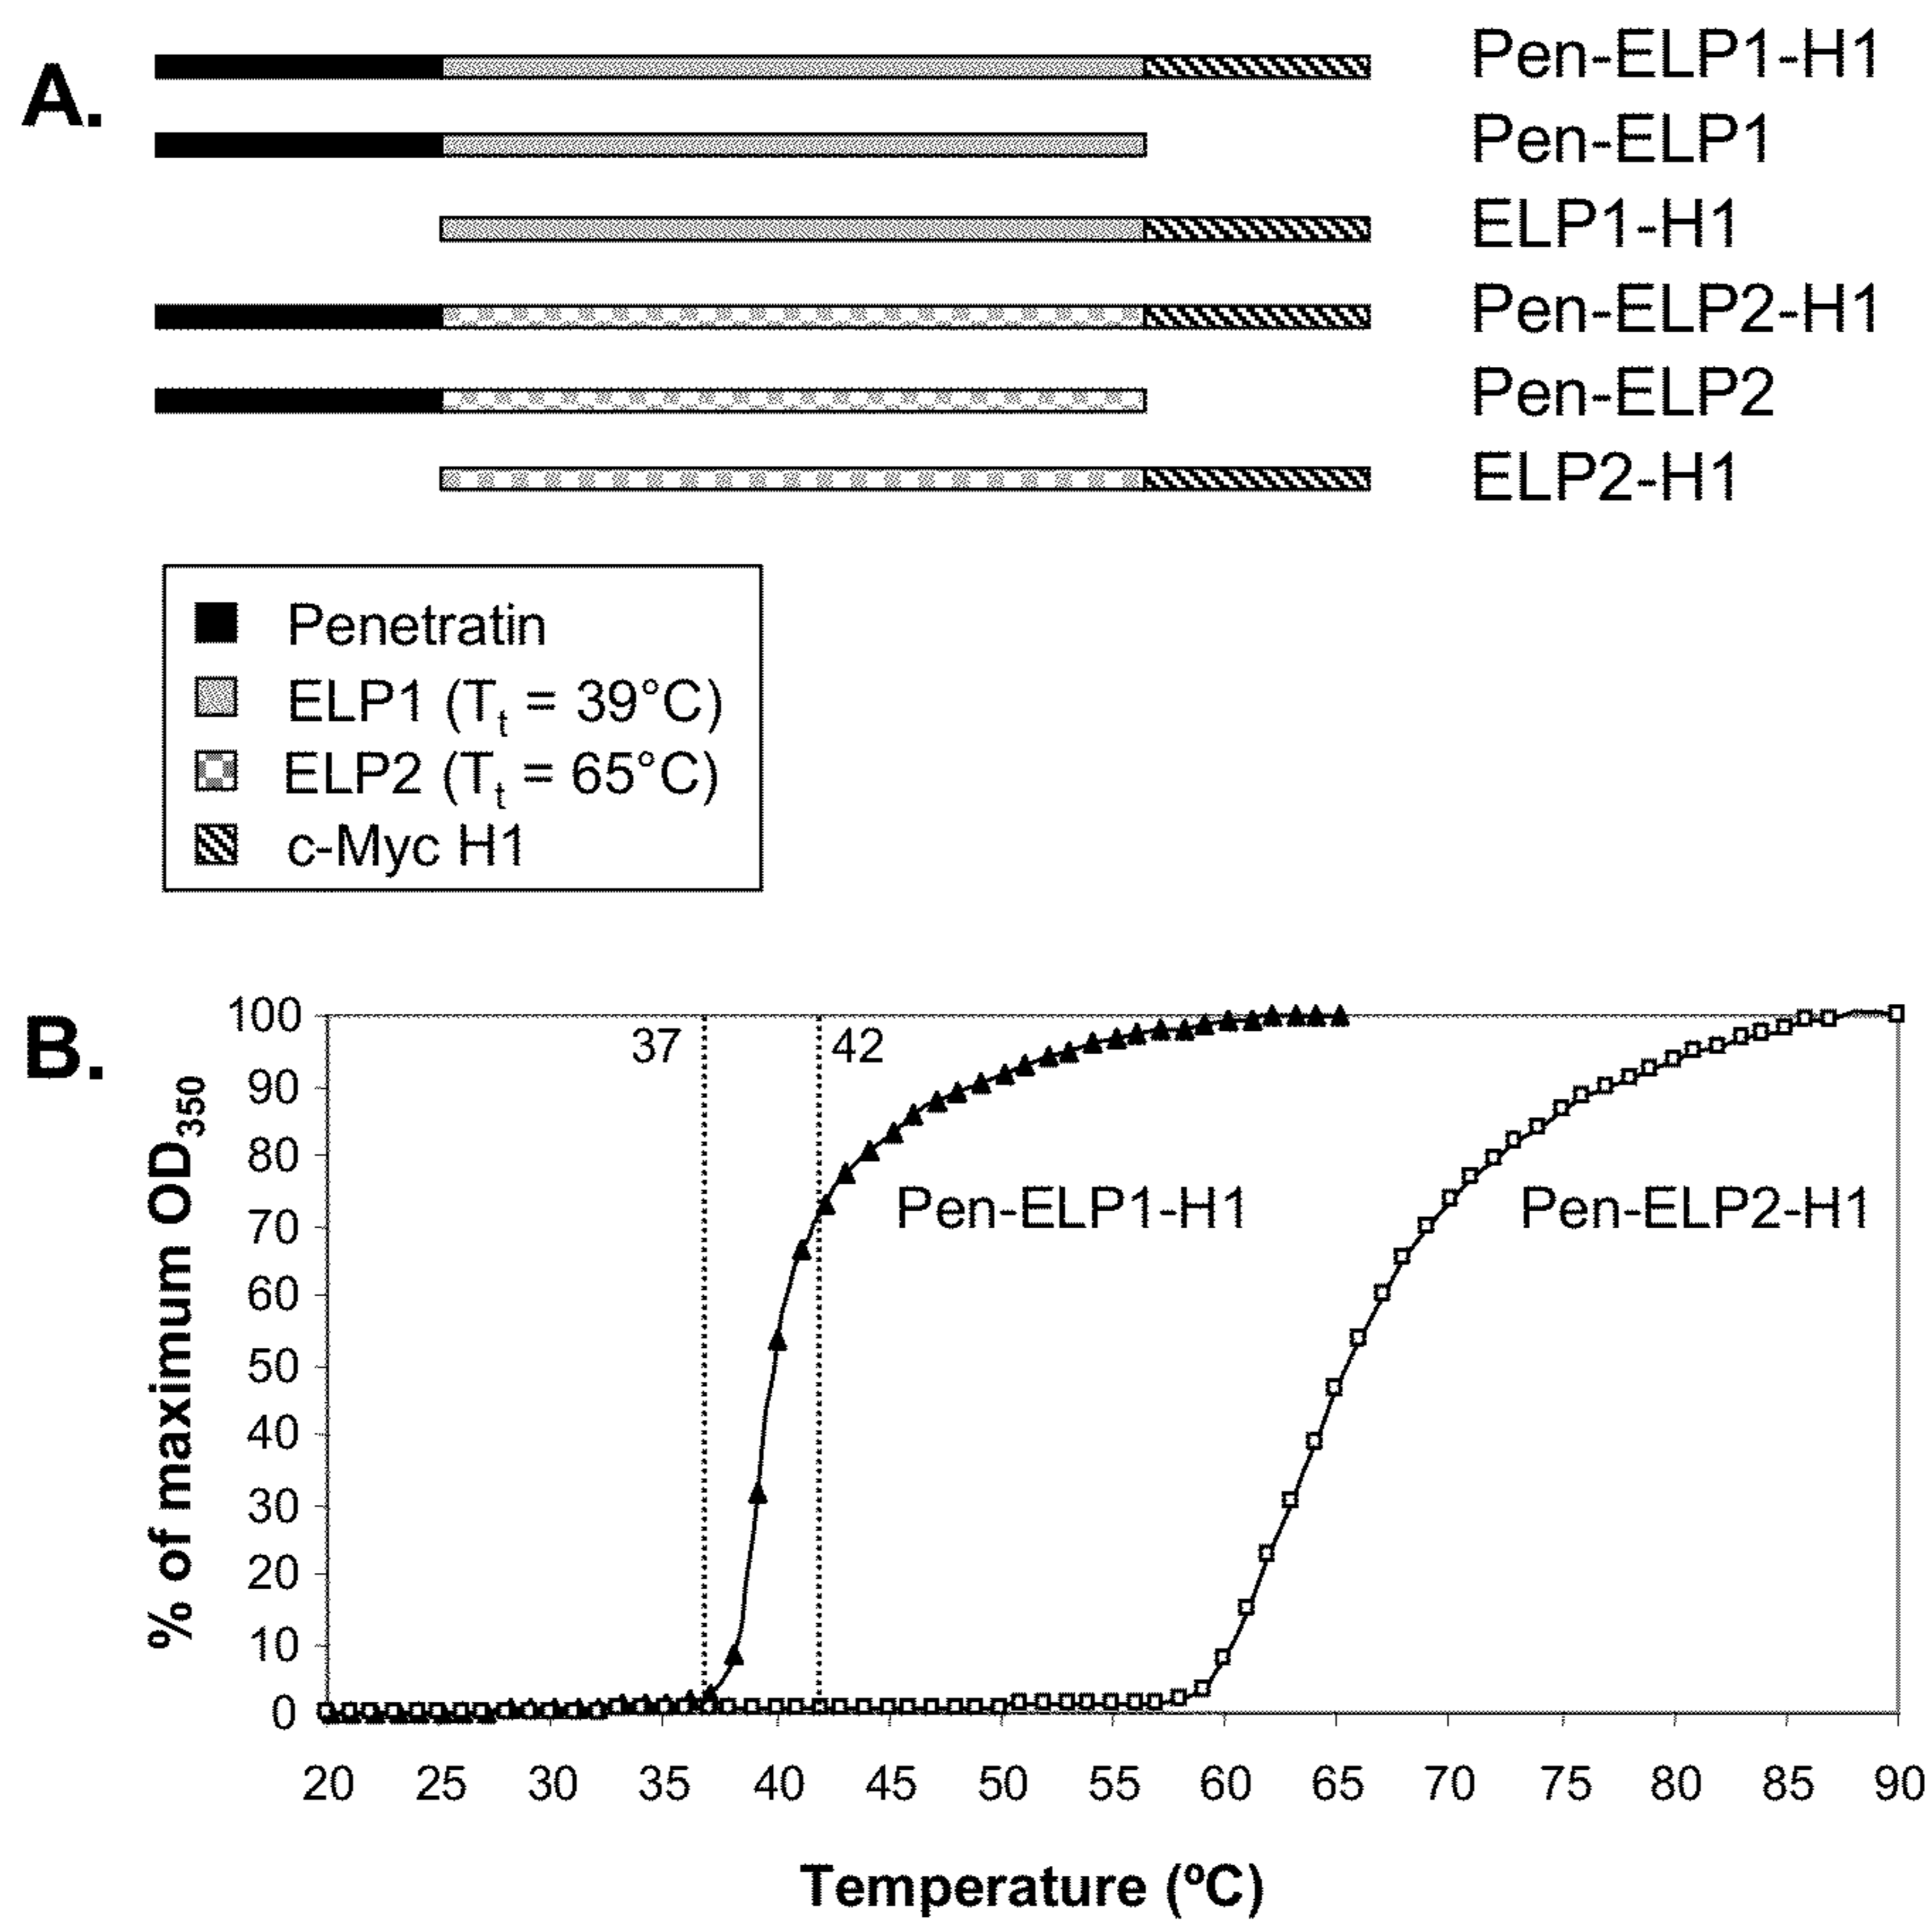 A.
Pen-ELP1-H1
Pen-ELP1
ELP1-H1
Pen-ELP2-H1
Pen-ELP2
ELP2-H1
Penetratin
ELP1 (Tt = 39°C)
ELP2 (Tt = 65°C)
c-Myc H1
B.
% of maximum OD350
100
90
80
70
60
50
40
30
20
10
0
37
42
Pen-ELP1-H1
Pen-ELP2-H1
20 25 30 35 40 45 50 55 60 65 70 75 80 85 90
Temperature (ºC)